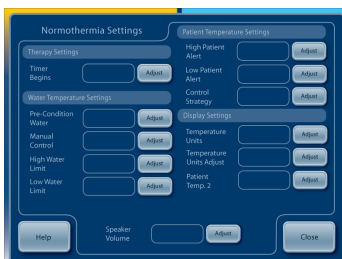 Normothermia Settings
Therapy Settings
Timer
Begins
Adjust
Water Temperature Settings
Pre-Condition
Water
Adjust
Manual
Control
Adjust
High Water
Limit
Adjust
Low Water
Limit
Adjust
Patient Temperature Settings
High Patient
Alert
Adjust
Low Patient
Alert
Adjust
Control
Strategy
Adjust
Display Settings
Temperature
Units
Adjust
Temperature
Units Adjust
Adjust
Patient
Temp. 2
Adjust
Help
Speaker
Volume
Adjust
Close